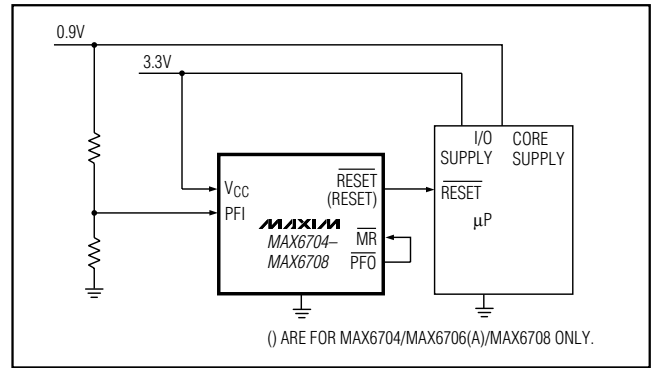 0.9V
3.3V
I/O SUPPLY
CORE SUPPLY
VCC
RESET
(RESET)
RESET
PFI
MAXIM
MAX6704–
MAX6708
MR
PFO
µP
() ARE FOR MAX6704/MAX6706(A)/MAX6708 ONLY.